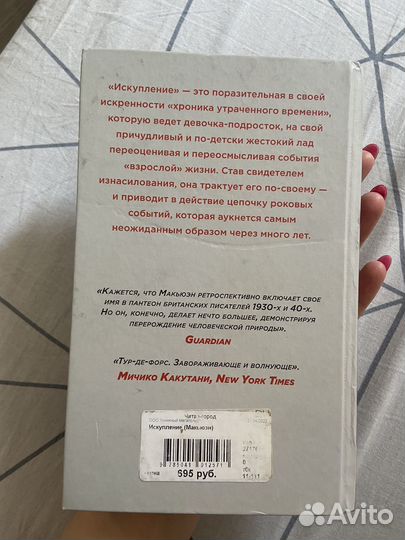 «Искупление» — это поразительная в своей
искренности «хроника утраченного времени»,
которую ведет девочка-подросток, на свой
причудливый и по-детски жестокий лад
переоценивая и переосмысливая события
«взрослой» жизни. Став свидетелем
изнасилования, она трактует его по-своему —
и приводит в действие цепочку роковых
событий, которая аукнется самым
неожиданным образом через много лет.
«Кажется, что Макьюэн ретроспективно включает свое
имя в пантеон британских писателей 1930-х и 40-х.
Но он, конечно, делает нечто большее, демонстрируя
перерождение человеческой природы».
Guardian
«Тур-де-форс. Завораживающе и волнующе».
Мичико Какутани, New York Times
Искупление (Макьюэн)
695 руб.
Avito